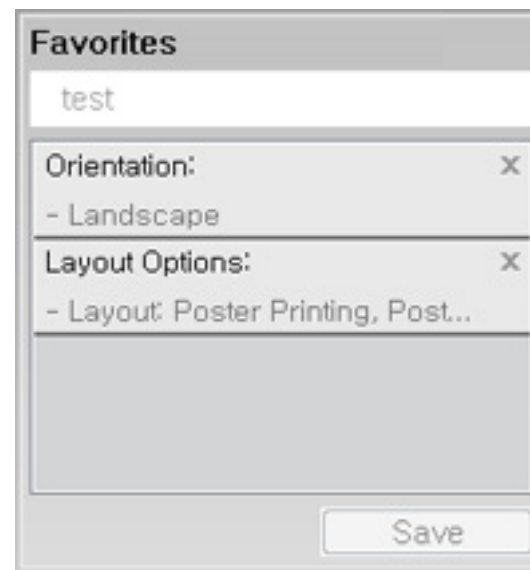 Favorites
test
Orientation: x
- Landscape
Layout Options: x
- Layout: Poster Printing, Post...
Save